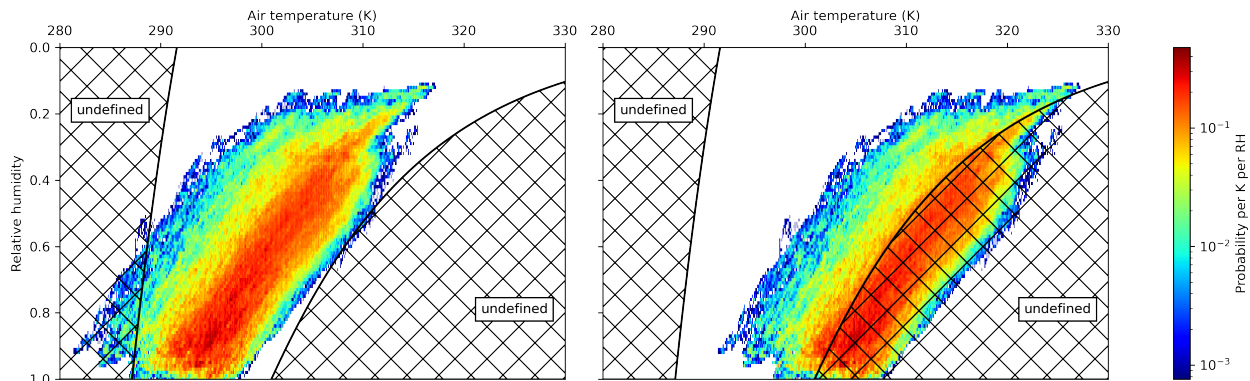 Air temperature (K)
280 290 300 310 320 330
Air temperature (K)
280 290 300 310 320 330
Relative humidity
0.0
0.2
0.4
0.6
0.8
1.0
undefined
undefined
undefined
undefined
10⁻¹
10⁻²
10⁻³
Probability per K per RH